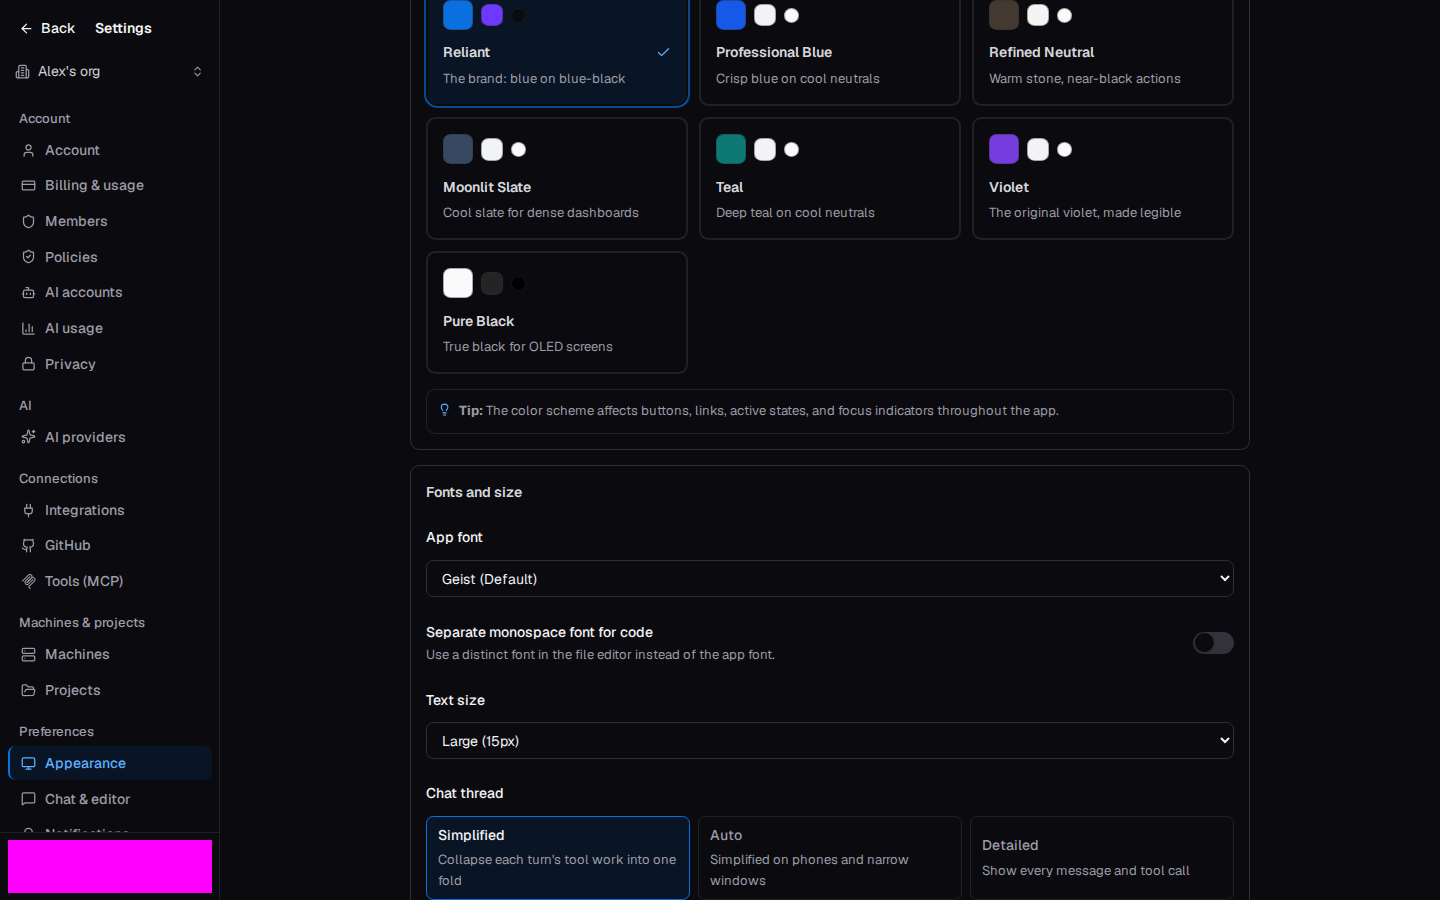 Back Settings
Alex's org
Account
Account
Billing & usage
Members
Policies
AI accounts
AI usage
Privacy
AI
AI providers
Connections
Integrations
GitHub
Tools (MCP)
Machines & projects
Machines
Projects
Preferences
Appearance
Chat & editor
Reliant
The brand: blue on blue-black
Professional Blue
Crisp blue on cool neutrals
Refined Neutral
Warm stone, near-black actions
Moonlit Slate
Cool slate for dense dashboards
Teal
Deep teal on cool neutrals
Violet
The original violet, made legible
Pure Black
True black for OLED screens
Tip: The color scheme affects buttons, links, active states, and focus indicators throughout the app.
Fonts and size
App font
Geist (Default)
Separate monospace font for code
Use a distinct font in the file editor instead of the app font.
Text size
Large (15px)
Chat thread
Simplified
Collapse each turn's tool work into one
fold
Auto
Simplified on phones and narrow
windows
Detailed
Show every message and tool call